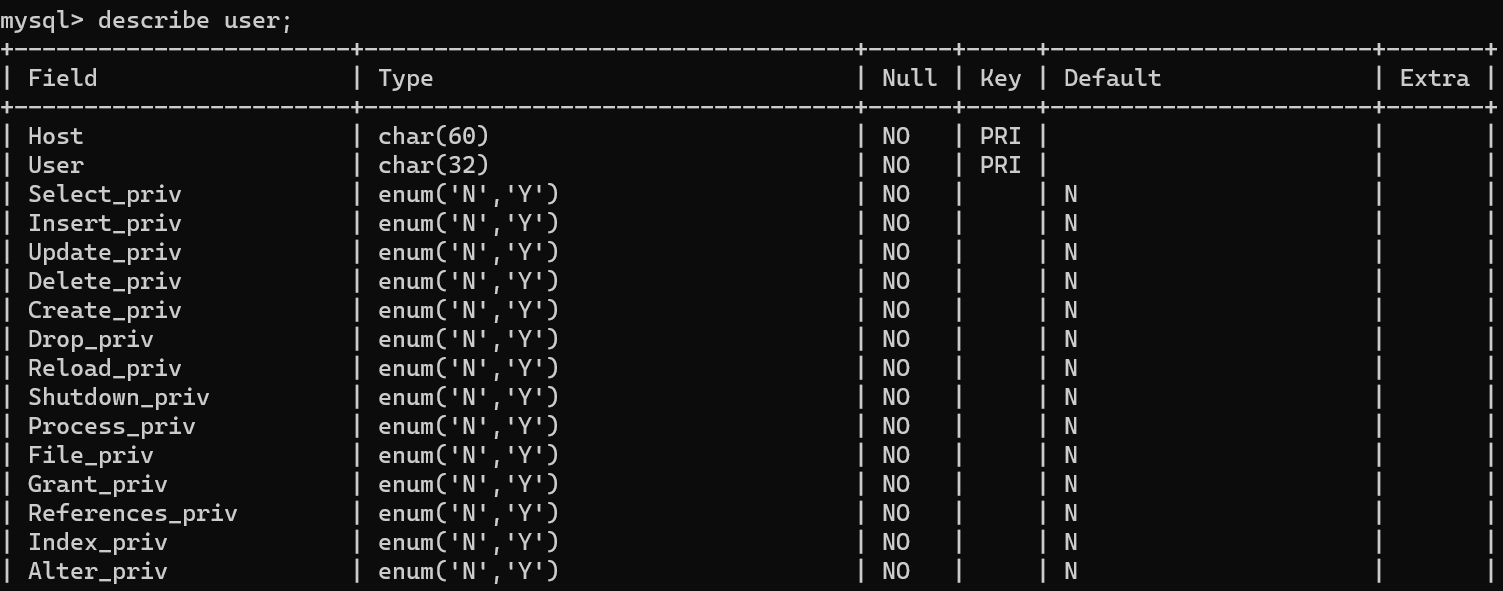 mysql> describe user;
+------------------------+-----------------------------------+------+-----+-----------------------+-------+
| Field                  | Type                              | Null | Key | Default               | Extra |
+------------------------+-----------------------------------+------+-----+-----------------------+-------+
| Host                   | char(60)                          | NO   | PRI |                       |       |
| User                   | char(32)                          | NO   | PRI |                       |       |
| Select_priv            | enum('N','Y')                     | NO   |     | N                     |       |
| Insert_priv            | enum('N','Y')                     | NO   |     | N                     |       |
| Update_priv            | enum('N','Y')                     | NO   |     | N                     |       |
| Delete_priv            | enum('N','Y')                     | NO   |     | N                     |       |
| Create_priv            | enum('N','Y')                     | NO   |     | N                     |       |
| Drop_priv              | enum('N','Y')                     | NO   |     | N                     |       |
| Reload_priv            | enum('N','Y')                     | NO   |     | N                     |       |
| Shutdown_priv          | enum('N','Y')                     | NO   |     | N                     |       |
| Process_priv           | enum('N','Y')                     | NO   |     | N                     |       |
| File_priv              | enum('N','Y')                     | NO   |     | N                     |       |
| Grant_priv             | enum('N','Y')                     | NO   |     | N                     |       |
| References_priv        | enum('N','Y')                     | NO   |     | N                     |       |
| Index_priv             | enum('N','Y')                     | NO   |     | N                     |       |
| Alter_priv             | enum('N','Y')                     | NO   |     | N                     |       |